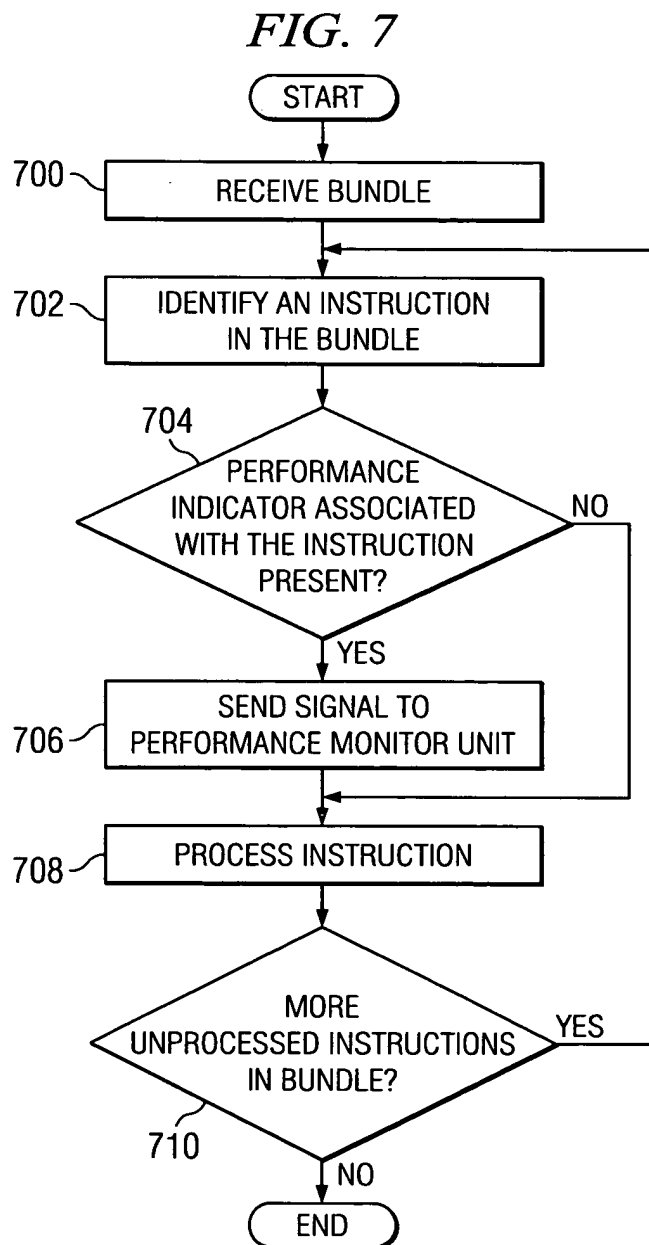 FIG. 7
START
700
RECEIVE BUNDLE
702
IDENTIFY AN INSTRUCTION
IN THE BUNDLE
704
PERFORMANCE
INDICATOR ASSOCIATED
WITH THE INSTRUCTION
PRESENT?
NO
YES
706
SEND SIGNAL TO
PERFORMANCE MONITOR UNIT
708
PROCESS INSTRUCTION
MORE
UNPROCESSED INSTRUCTIONS
IN BUNDLE?
YES
710
NO
END